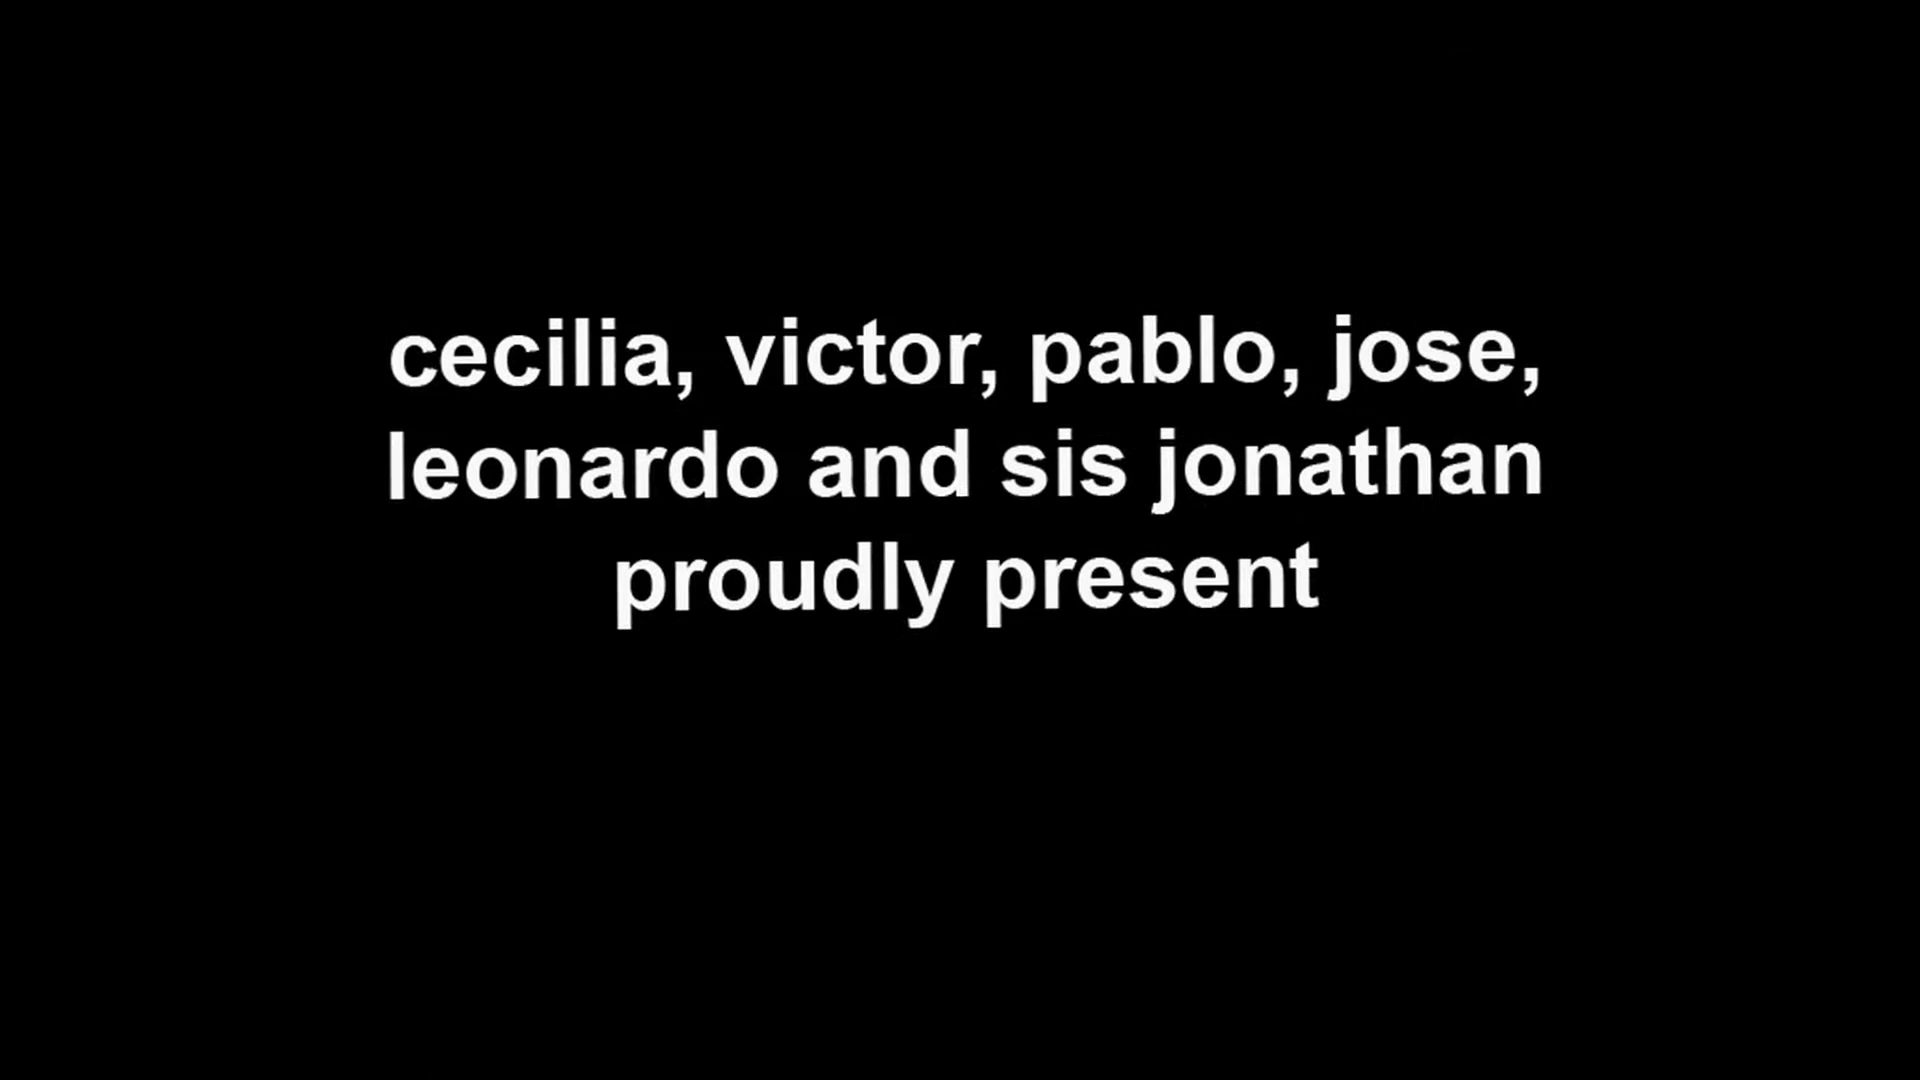 cecilia, victor, pablo, jose,
leonardo and sis jonathan
proudly present